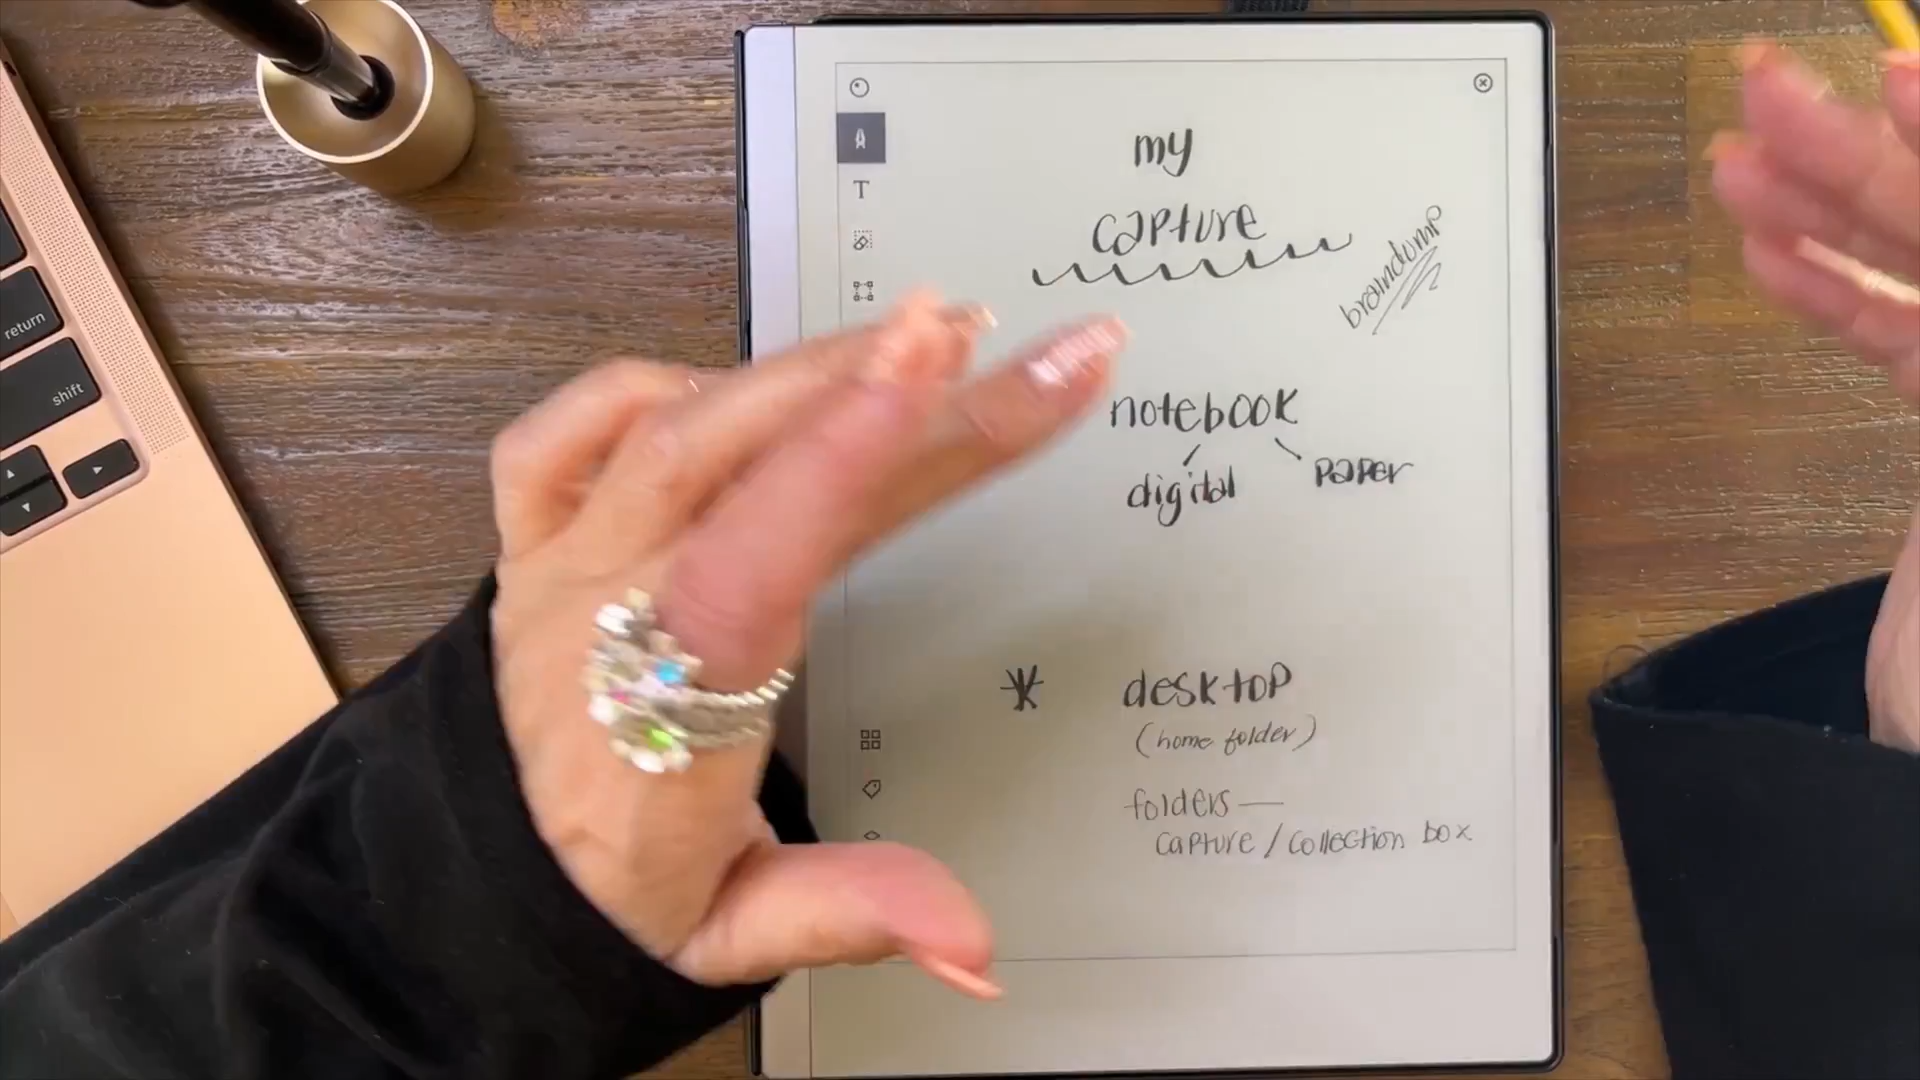 my
capture
braindump
notebook
digital
paper
desktop
(home folder)
folders —
capture / collection box
T
return
shift